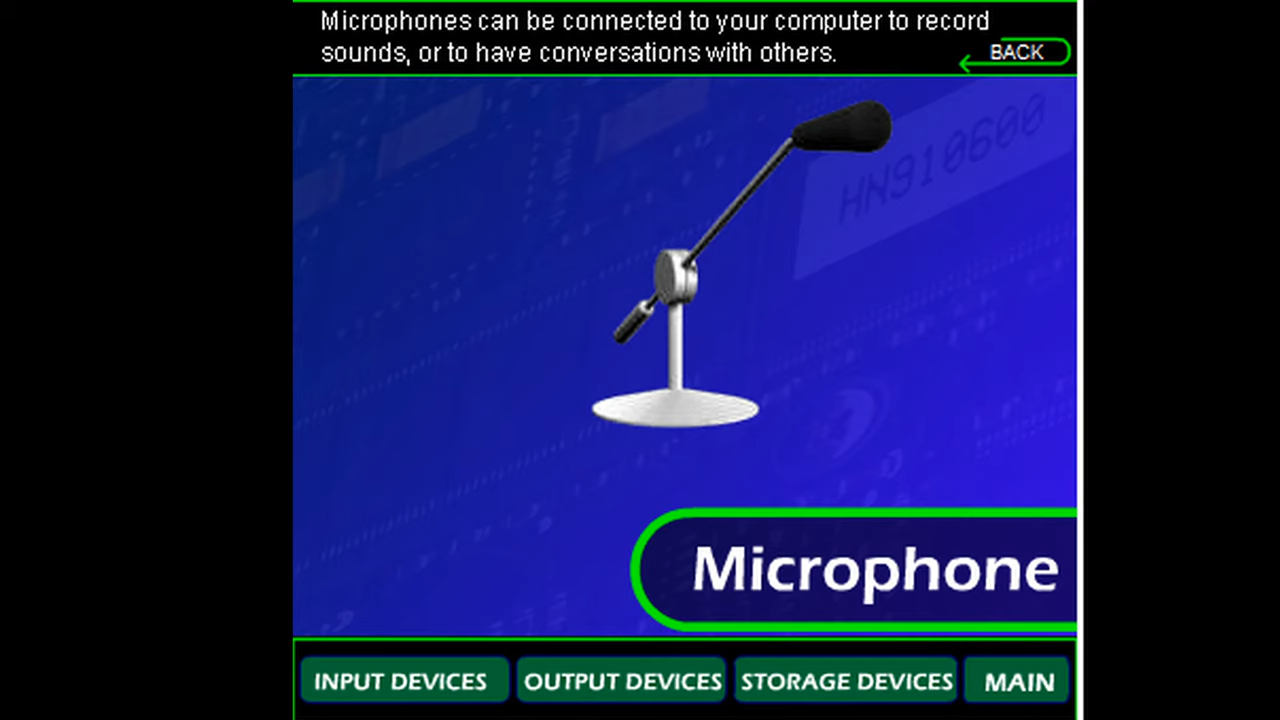 Microphones can be connected to your computer to record
sounds, or to have conversations with others.
BACK
HN910600
Microphone
INPUT DEVICES
OUTPUT DEVICES
STORAGE DEVICES
MAIN